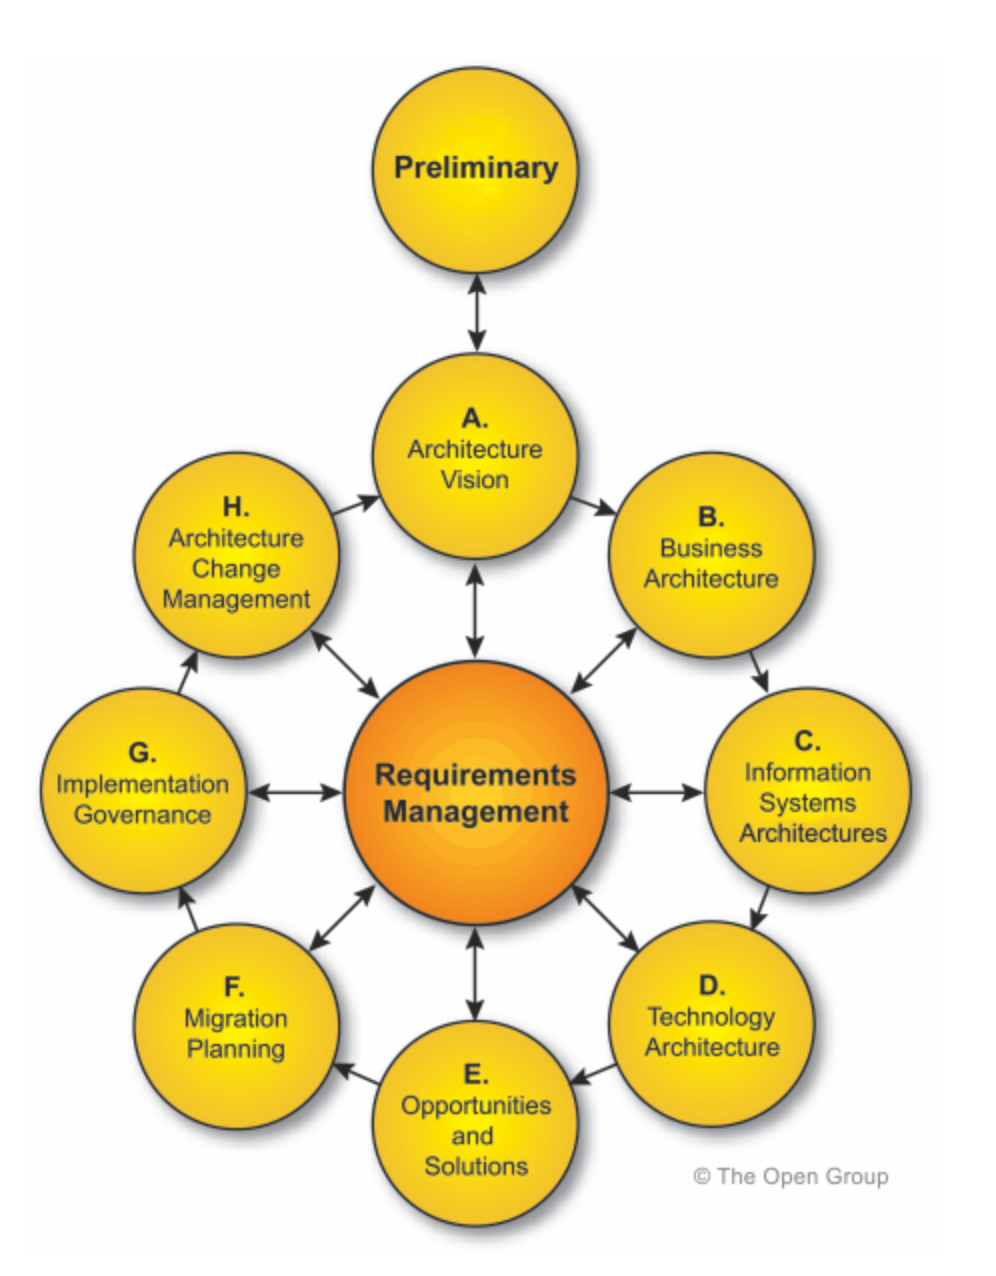 Preliminary
A.
Architecture
Vision
B.
Business
Architecture
C.
Information
Systems
Architectures
D.
Technology
Architecture
E.
Opportunities
and
Solutions
F.
Migration
Planning
G.
Implementation
Governance
H.
Architecture
Change
Management
Requirements
Management
© The Open Group